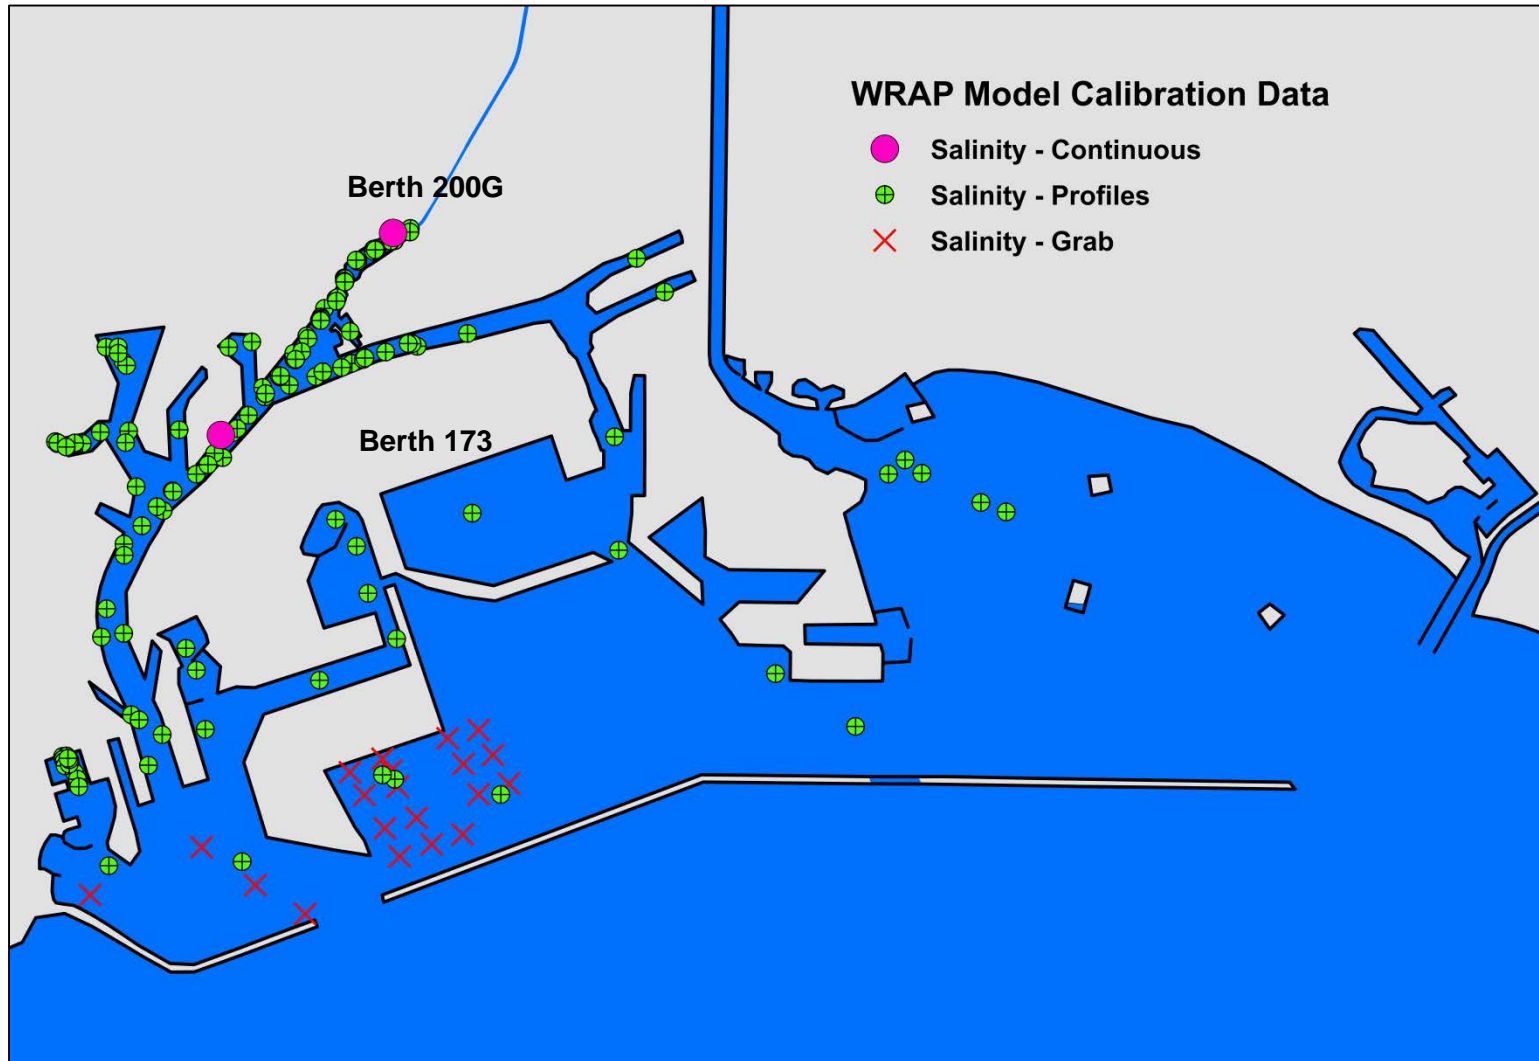 WRAP Model Calibration Data
Salinity - Continuous
Salinity - Profiles
Salinity - Grab
Berth 200G
Berth 173